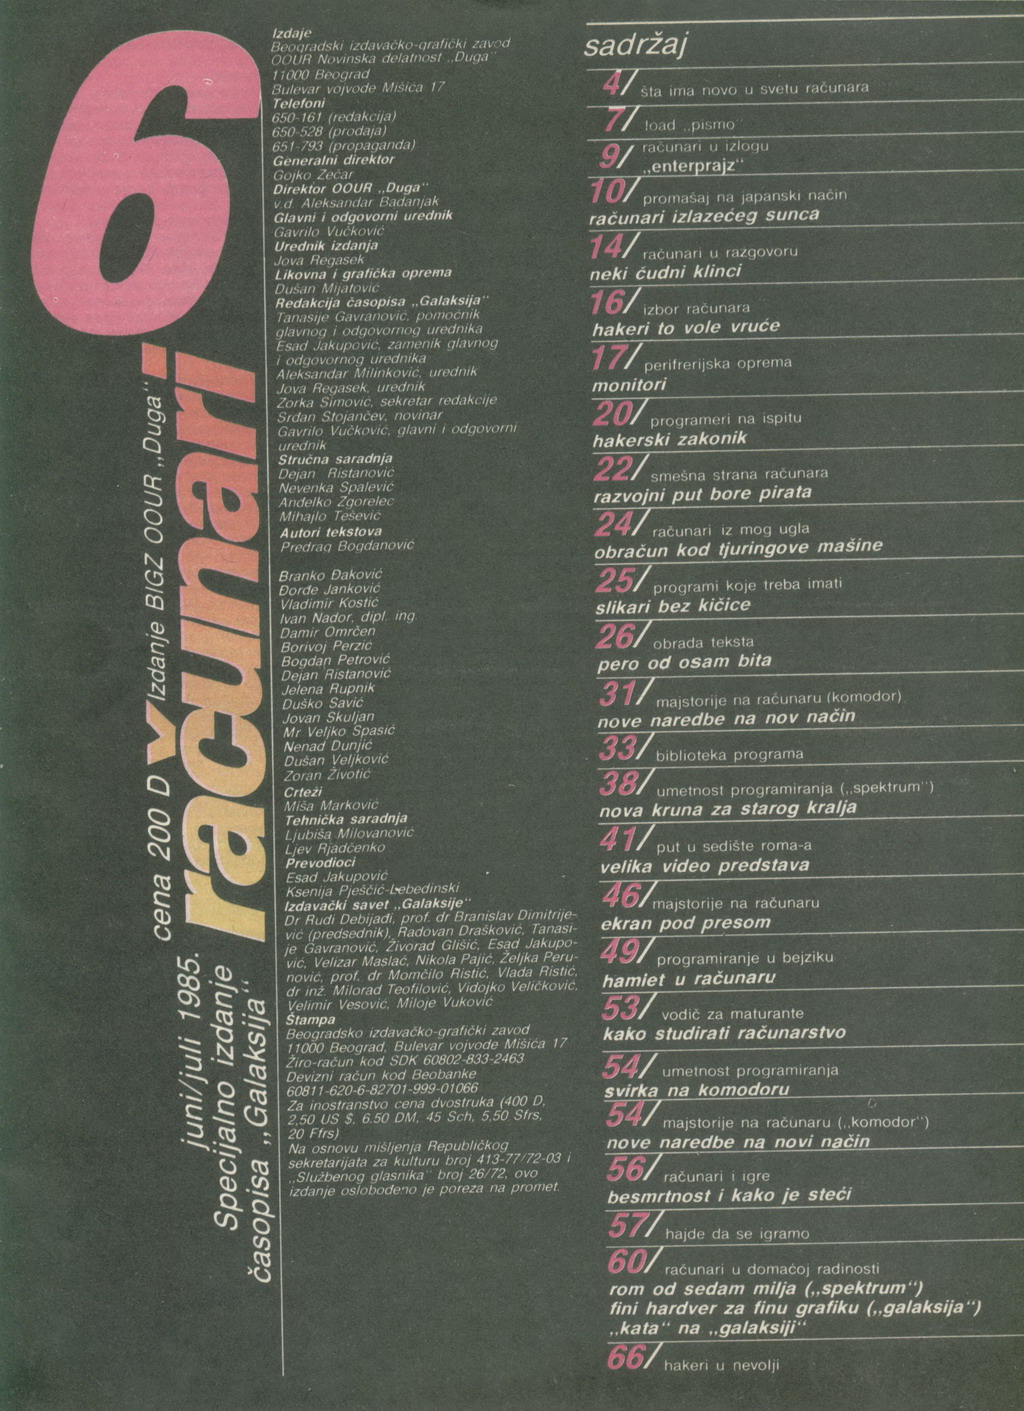 6
računari
cena 200 D
Izdanje BIGZ OOUR „Duga“
juni/juli 1985.
Specijalno izdanje
časopisa „Galaksija“
Izdaje
Beogradski izdavačko-grafički zavod
OOUR Novinska delatnost „Duga“
11000 Beograd
Bulevar vojvode Mišića 17
Telefoni
650-161 (redakcija)
650-528 (prodaja)
651-793 (propaganda)
Generalni direktor
Gojko Zečar
Direktor OOUR „Duga“
v.d. Aleksandar Badanjak
Glavni i odgovorni urednik
Gavrilo Vučković
Urednik izdanja
Jova Regasek
Likovna i grafička oprema
Dušan Mijatović
Redakcija časopisa „Galaksija“
Tanasije Gavranović, pomoćnik
glavnog i odgovornog urednika
Esad Jakupović, zamenik glavnog
i odgovornog urednika
Aleksandar Milinković, urednik
Jova Regasek, urednik
Zorka Simović, sekretar redakcije
Srđan Stojančev, novinar
Gavrilo Vučković, glavni i odgovorni
urednik
Stručna saradnja
Dejan Ristanović
Nevenka Spalević
Anđelko Zgorelec
Mihajlo Tešević
Autori tekstova
Predrag Bogdanović
Branko Đaković
Đorđe Janković
Vladimir Kostić
Ivan Nador, dipl. ing.
Damir Omrčen
Borivoj Perzić
Bogdan Petrović
Dejan Ristanović
Jelena Rupnik
Duško Savić
Jovan Skuljan
Mr Veljko Spasić
Nenad Dunjić
Dušan Veljković
Zoran Životić
Crteži
Miša Marković
Tehnička saradnja
Ljubiša Milovanović
Ljev Rjadčenko
Prevodioci
Esad Jakupović
Ksenija Pješčić-Lebedinski
Izdavački savet „Galaksije“
Dr Rudi Debijađi, prof. dr Branislav Dimitrije-
vić (predsednik), Radovan Drašković, Tanasi-
je Gavranović, Živorad Glišić, Esad Jakupo-
vić, Velizar Maslać, Nikola Pajić, Željka Peru-
nović, prof. dr Momčilo Ristić, Vlada Ristić,
dr inž. Milorad Teofilović, Vidojko Veličković,
Velimir Vesović, Miloje Vuković
Štampa
Beogradsko izdavačko-grafički zavod
11000 Beograd, Bulevar vojvode Mišića 17
Žiro-račun kod SDK 60802-833-2463
Devizni račun kod Beobanke
60811-620-6-82701-999-01066
Za inostranstvo cena dvostruka (400 D,
2,50 US $, 6.50 DM, 45 Sch, 5,50 Sfrs,
20 Ffrs)
Na osnovu mišljenja Republičkog
sekretarijata za kulturu broj 413-77/72-03 i
„Službenog glasnika“ broj 26/72, ovo
izdanje oslobođeno je poreza na promet.
sadržaj
4/ šta ima novo u svetu računara
7/ load „pismo“
9/ računari u izlogu
„enterprajz“
10/ promašaj na japanski način
računari izlazećeg sunca
14/ računari u razgovoru
neki čudni klinci
16/ izbor računara
hakeri to vole vruće
17/ perifrerijska oprema
monitori
20/ programeri na ispitu
hakerski zakonik
22/ smešna strana računara
razvojni put bore pirata
24/ računari iz mog ugla
obračun kod tjuringove mašine
25/ programi koje treba imati
slikari bez kičice
26/ obrada teksta
pero od osam bita
31/ majstorije na računaru (komodor)
nove naredbe na nov način
33/ biblioteka programa
38/ umetnost programiranja („spektrum“)
nova kruna za starog kralja
41/ put u sedište roma-a
velika video predstava
46/ majstorije na računaru
ekran pod presom
49/ programiranje u bejziku
hamlet u računaru
53/ vodič za maturante
kako studirati računarstvo
54/ umetnost programiranja
svirka na komodoru
54/ majstorije na računaru („komodor“)
nove naredbe na novi način
56/ računari i igre
besmrtnost i kako je steći
57/ hajde da se igramo
60/ računari u domaćoj radinosti
rom od sedam milja („spektrum“)
fini hardver za finu grafiku („galaksija“)
„kata“ na „galaksiji“
66/ hakeri u nevolji